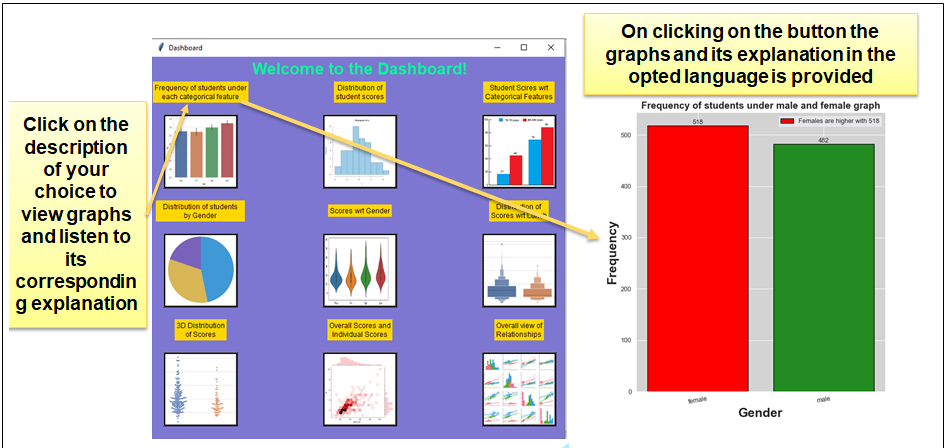 On clicking on the button the
graphs and its explanation in the
opted language is provided
Dashboard
Welcome to the Dashboard!
Frequency of students under
each categorical feature
Distribution of
student scores
Student Scires wrt
Categorical Features
Click on the
description
of your
choice to
view graphs
and listen to
its
correspondin
g explanation
Distribution of students
by Gender
Scores wrt Gender
Distribution of
Scores wrt Lunch
3D Distribution
of Scores
Overall Scores and
Individual Scores
Overall view of
Relationships
Frequency of students under male and female graph
Females are higher with 518
518
482
500
400
300
200
100
0
Frequency
female
male
Gender